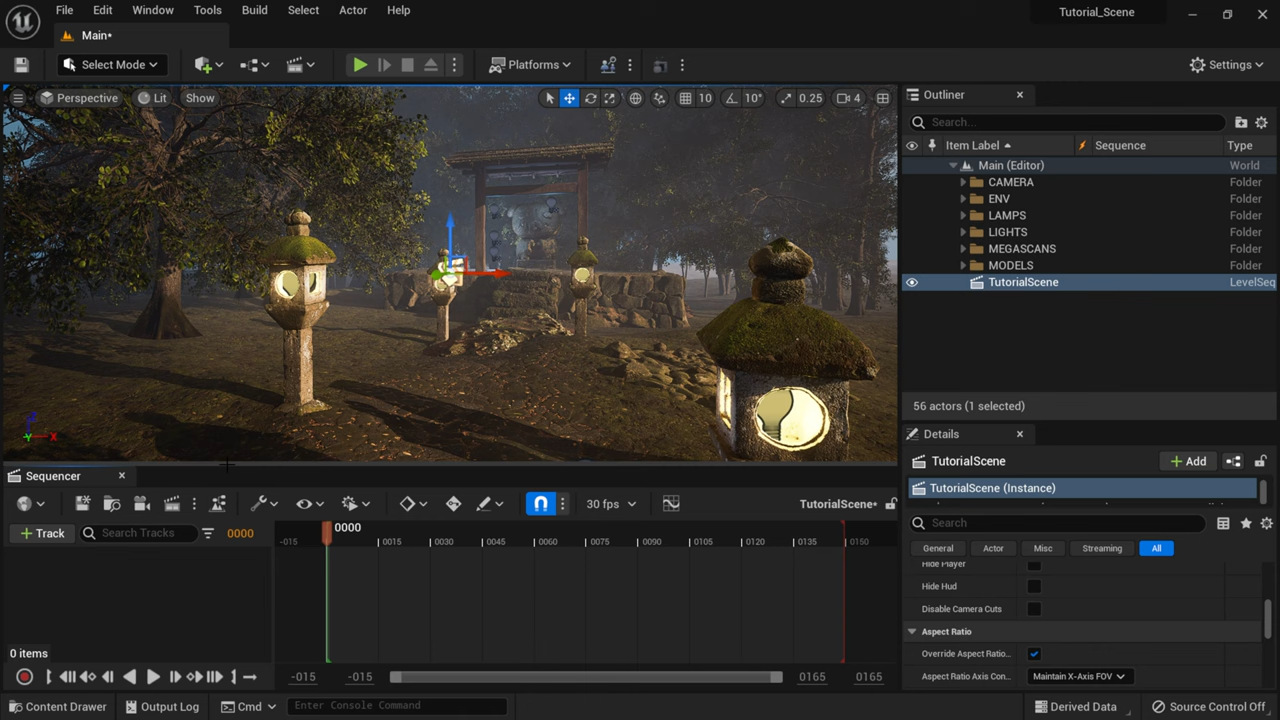 File Edit Window Tools Build Select Actor Help Tutorial_Scene
Main*
Select Mode Platforms Settings
Perspective Lit Show 10 10° 0.25 4
Outliner
Search...
Item Label Sequence Type
Main (Editor) World
CAMERA Folder
ENV Folder
LAMPS Folder
LIGHTS Folder
MEGASCANS Folder
MODELS Folder
TutorialScene LevelSeq
56 actors (1 selected)
Details
TutorialScene Add
TutorialScene (Instance)
Search
General Actor Misc Streaming All
Hide Player
Hide Hud
Disable Camera Cuts
Aspect Ratio
Override Aspect Ratio...
Aspect Ratio Axis Con... Maintain X-Axis FOV
Z
Y X
Sequencer
30 fps TutorialScene*
Track Search Tracks 0000
0000
-015 0015 0030 0045 0060 0075 0090 0105 0120 0135 0150
0 items
-015 -015 0165 0165
Content Drawer Output Log Cmd Enter Console Command Derived Data Source Control Off